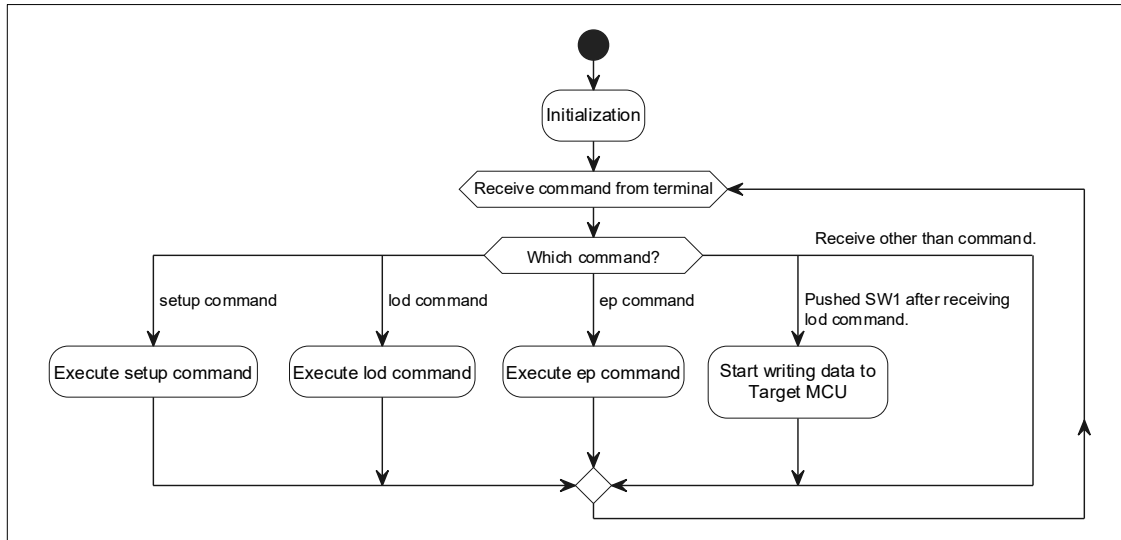 Initialization
Receive command from terminal
Which command?
Receive other than command.
setup command
lod command
ep command
Pushed SW1 after receiving
lod command.
Execute setup command
Execute lod command
Execute ep command
Start writing data to
Target MCU